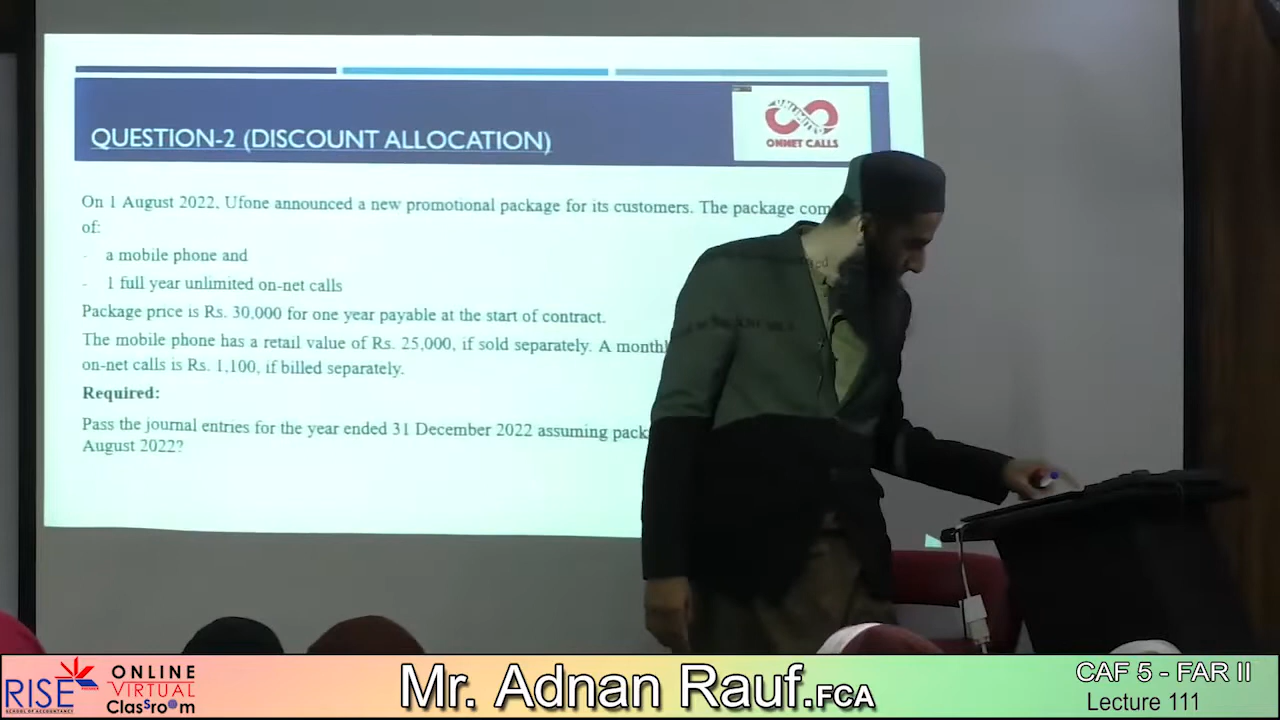 QUESTION-2 (DISCOUNT ALLOCATION)
UNLIMITED
ONNET CALLS
On 1 August 2022, Ufone announced a new promotional package for its customers. The package com
of:
- a mobile phone and
- 1 full year unlimited on-net calls
Package price is Rs. 30,000 for one year payable at the start of contract.
The mobile phone has a retail value of Rs. 25,000, if sold separately. A monthl
on-net calls is Rs. 1,100, if billed separately.
Required:
Pass the journal entries for the year ended 31 December 2022 assuming pack
August 2022?
RISE
SCHOOL OF ACCOUNTANCY
ONLINE
VIRTUAL
ClasSro@m
Mr. Adnan Rauf.FCA
CAF 5 - FAR II
Lecture 111